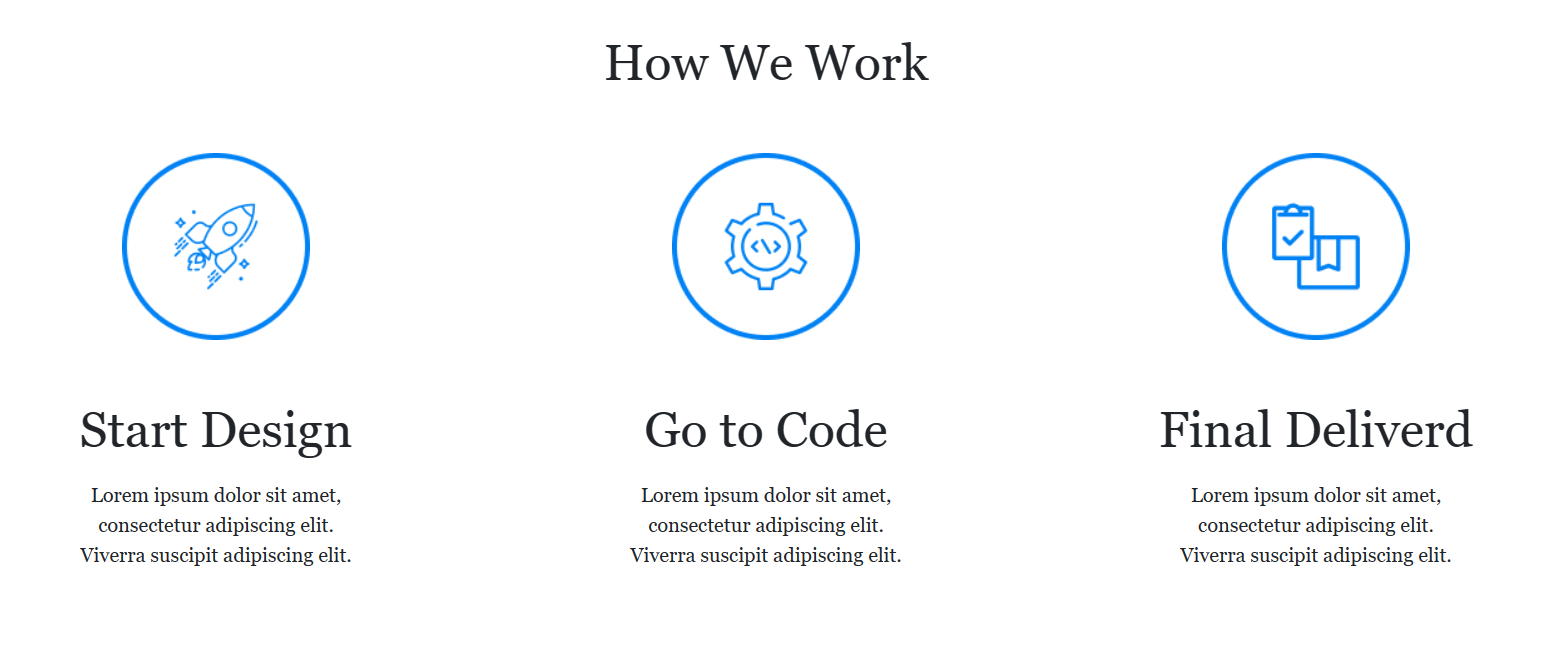 How We Work
Start Design
Lorem ipsum dolor sit amet,
consectetur adipiscing elit.
Viverra suscipit adipiscing elit.
Go to Code
Lorem ipsum dolor sit amet,
consectetur adipiscing elit.
Viverra suscipit adipiscing elit.
Final Deliverd
Lorem ipsum dolor sit amet,
consectetur adipiscing elit.
Viverra suscipit adipiscing elit.